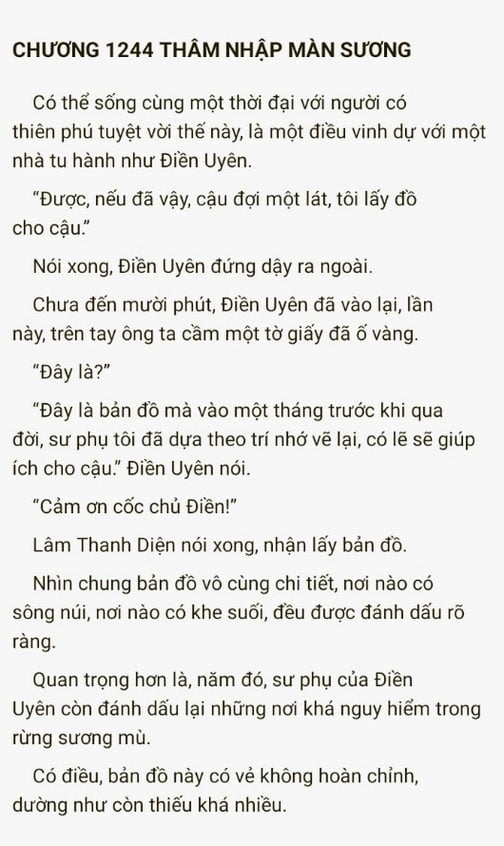 CHƯƠNG 1244 THÂM NHẬP MÀN SƯƠNG
Có thể sống cùng một thời đại với người có
thiên phú tuyệt vời thế này, là một điều vinh dự với một
nhà tu hành như Điền Uyên.
“Được, nếu đã vậy, cậu đợi một lát, tôi lấy đồ
cho cậu.”
Nói xong, Điền Uyên đứng dậy ra ngoài.
Chưa đến mười phút, Điền Uyên đã vào lại, lần
này, trên tay ông ta cầm một tờ giấy đã ố vàng.
“Đây là?”
“Đây là bản đồ mà vào một tháng trước khi qua
đời, sư phụ tôi đã dựa theo trí nhớ vẽ lại, có lẽ sẽ giúp
ích cho cậu.” Điền Uyên nói.
“Cảm ơn cốc chủ Điền!”
Lâm Thanh Diện nói xong, nhận lấy bản đồ.
Nhìn chung bản đồ vô cùng chi tiết, nơi nào có
sông núi, nơi nào có khe suối, đều được đánh dấu rõ
ràng.
Quan trọng hơn là, năm đó, sư phụ của Điền
Uyên còn đánh dấu lại những nơi khá nguy hiểm trong
rừng sương mù.
Có điều, bản đồ này có vẻ không hoàn chỉnh,
dường như còn thiếu khá nhiều.